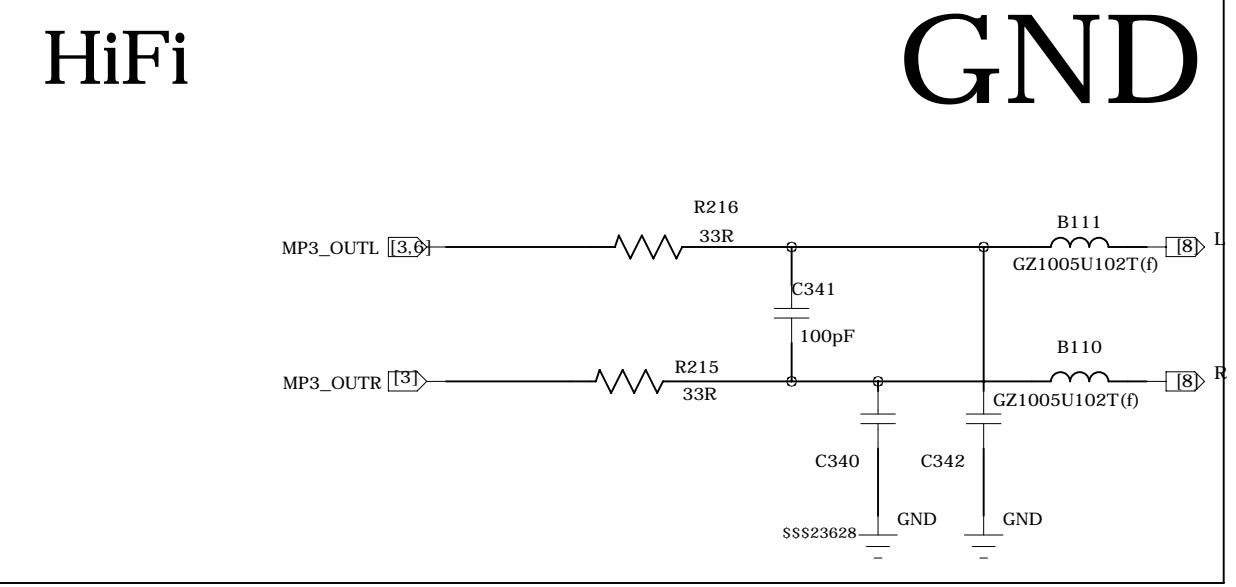 HiFi
GND
R216
33R
B111
MP3_OUTL [3,6]
[8] L
GZ1005U102T(f)
C341
100pF
B110
R215
MP3_OUTR [3]
[8] R
33R
GZ1005U102T(f)
C340
C342
GND
GND
$$$23628